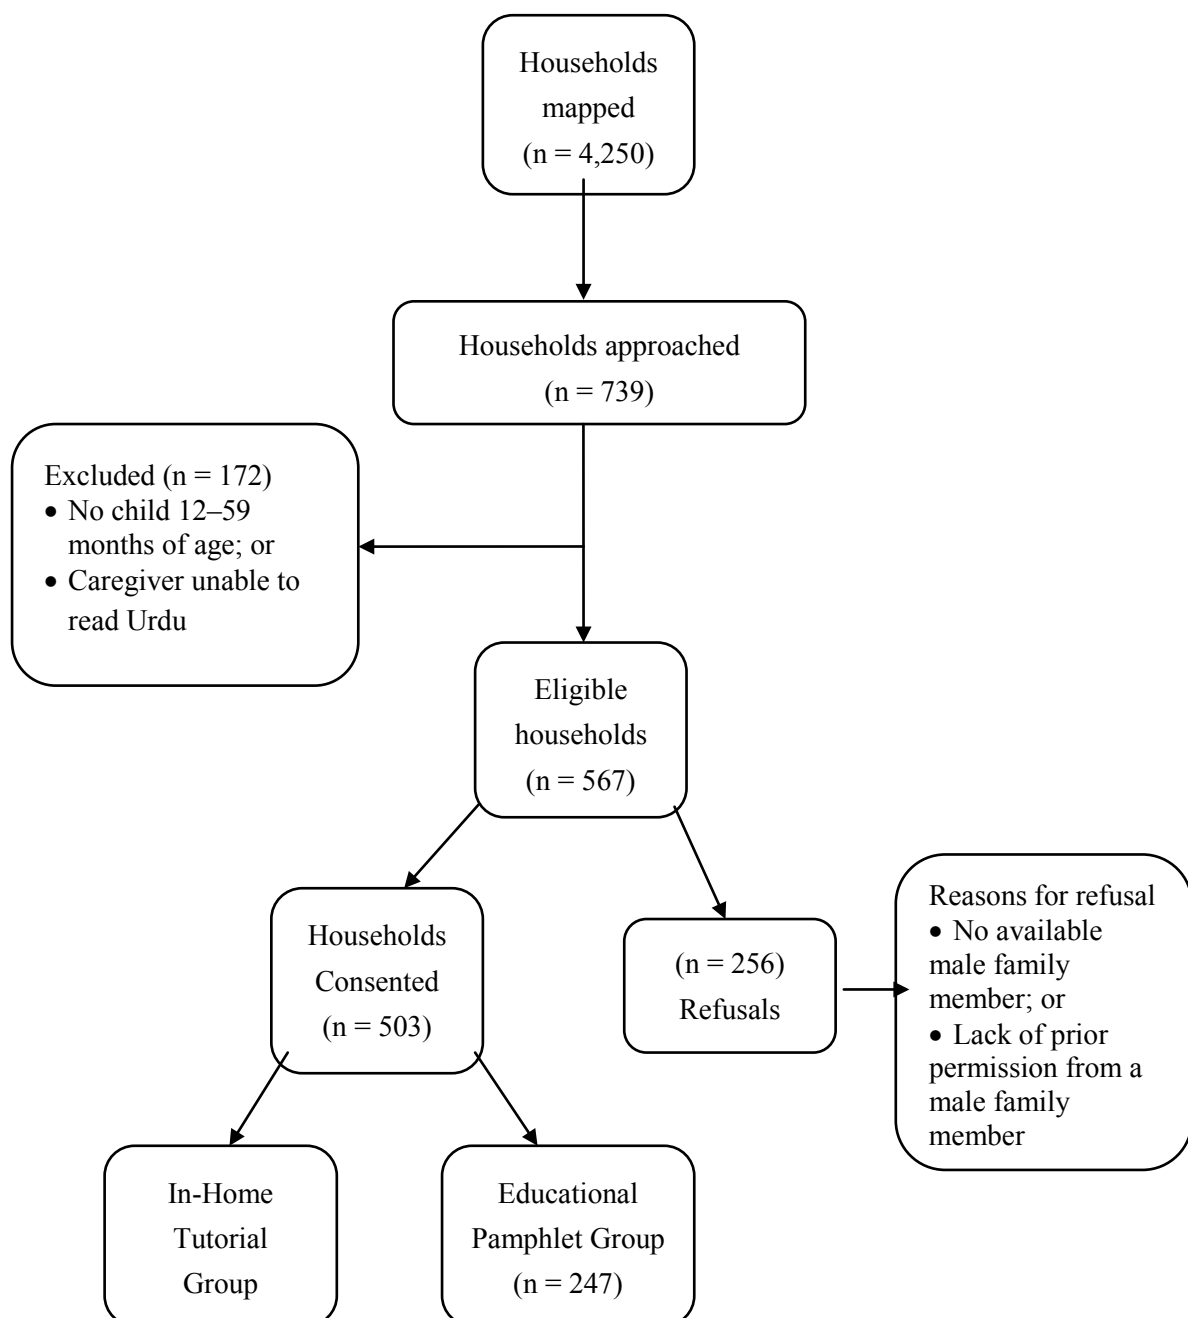 Households
mapped
(n = 4,250)
Households approached
(n = 739)
Excluded (n = 172)
• No child 12–59
months of age; or
• Caregiver unable to
read Urdu
Eligible
households
(n = 567)
Households
Consented
(n = 503)
(n = 256)
Refusals
Reasons for refusal
• No available
male family
member; or
• Lack of prior
permission from a
male family
member
In-Home
Tutorial
Group
Educational
Pamphlet Group
(n = 247)